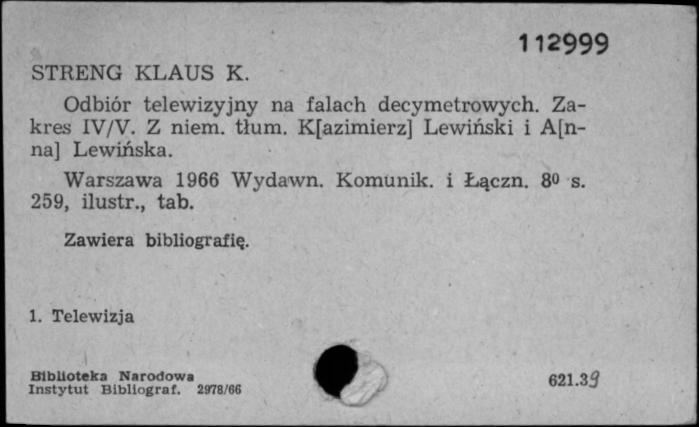 112999
STRENG KLAUS K.
Odbiór telewizyjny na falach decymetrowych. Za-
kres IV/V. Z niem. tłum. K[azimierz] Lewiński i A[n-
na] Lewińska.
Warszawa 1966 Wydawn. Komunik. i Łączn. 8⁰ s.
259, ilustr., tab.
Zawiera bibliografię.
1. Telewizja
Biblioteka Narodowa
Instytut Bibliograf. 2978/66
621.39